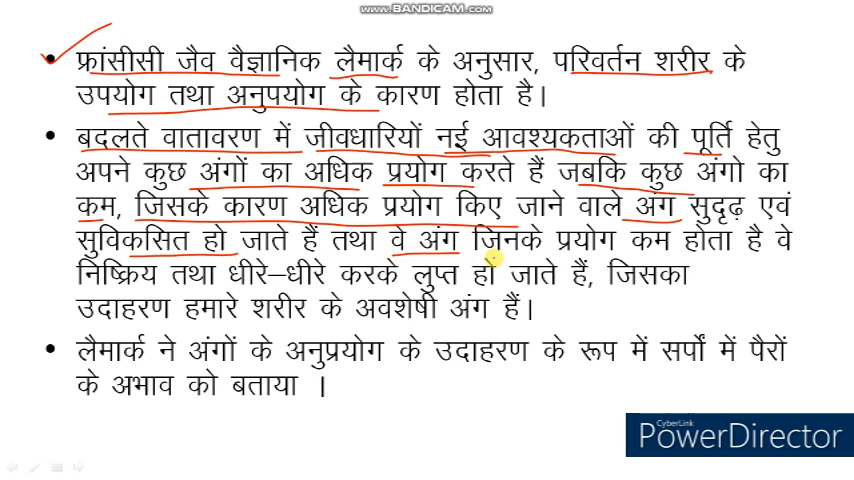 www.BANDICAM.com
• फ्रांसीसी जैव वैज्ञानिक लैमार्क के अनुसार, परिवर्तन शरीर के
उपयोग तथा अनुपयोग के कारण होता है।
• बदलते वातावरण में जीवधारियों नई आवश्यकताओं की पूर्ति हेतु
अपने कुछ अंगों का अधिक प्रयोग करते हैं जबकि कुछ अंगो का
कम, जिसके कारण अधिक प्रयोग किए जाने वाले अंग सुदृढ़ एवं
सुविकसित हो जाते हैं तथा वे अंग जिनके प्रयोग कम होता है वे
निष्क्रिय तथा धीरे–धीरे करके लुप्त हो जाते हैं, जिसका
उदाहरण हमारे शरीर के अवशेषी अंग हैं।
• लैमार्क ने अंगों के अनुप्रयोग के उदाहरण के रूप में सर्पों में पैरों
के अभाव को बताया ।
CyberLink
PowerDirector